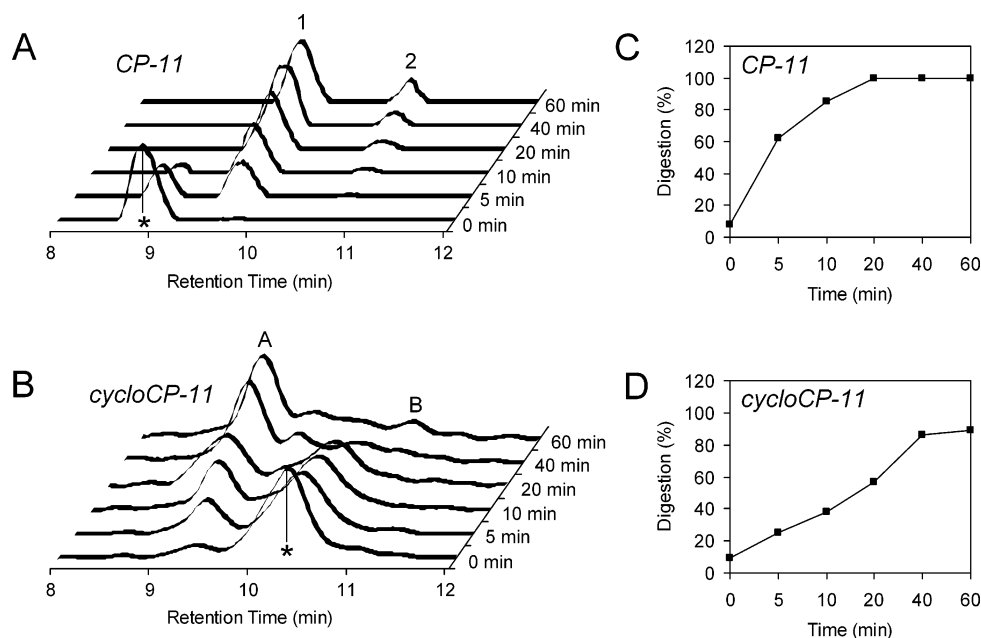 A
CP-11
1
2
60 min
40 min
20 min
10 min
5 min
0 min
*
8 9 10 11 12
Retention Time (min)
B
cycloCP-11
A
B
60 min
40 min
20 min
10 min
5 min
0 min
*
8 9 10 11 12
Retention Time (min)
C
CP-11
Digestion (%)
120
100
80
60
40
20
0
0 5 10 20 40 60
Time (min)
D
cycloCP-11
Digestion (%)
120
100
80
60
40
20
0
0 5 10 20 40 60
Time (min)